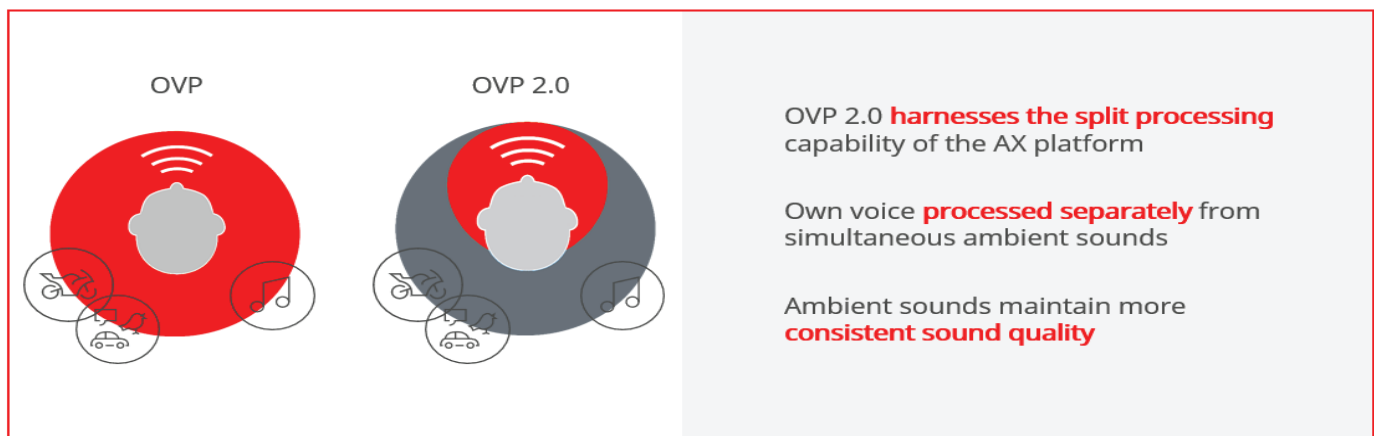 OVP
OVP 2.0
OVP 2.0 harnesses the split processing
capability of the AX platform
Own voice processed separately from
simultaneous ambient sounds
Ambient sounds maintain more
consistent sound quality